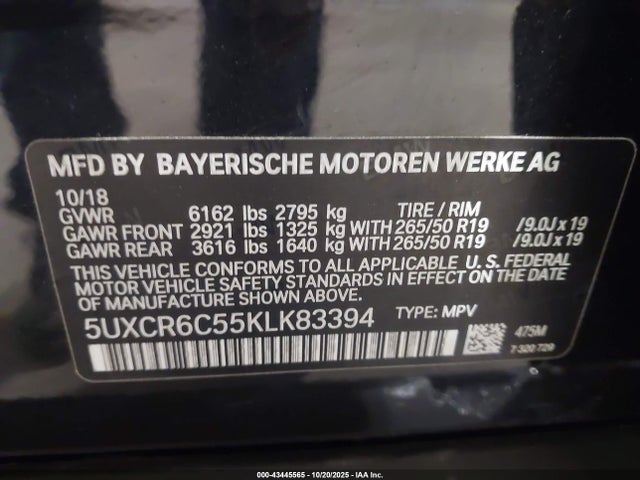 MFD BY BAYERISCHE MOTOREN WERKE AG
10/18
GVWR 6162 lbs 2795 kg TIRE / RIM
GAWR FRONT 2921 lbs 1325 kg WITH 265/50 R19 /9.0J x 19
GAWR REAR 3616 lbs 1640 kg WITH 265/50 R19 /9.0J x 19
THIS VEHICLE CONFORMS TO ALL APPLICABLE U. S. FEDERAL
MOTOR VEHICLE SAFETY STANDARDS IN EFFECT ON THE DATE
OF MANUFACTURE SHOWN ABOVE.
5UXCR6C55KLK83394 TYPE: MPV
475M
7 320 729
000-43445565 | 10/20/2025 | IAA Inc.